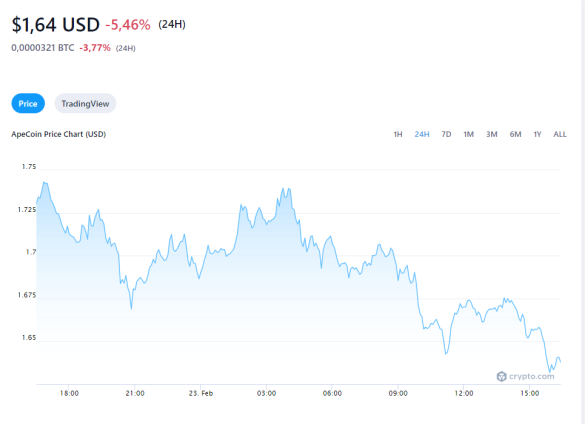 $1,64 USD -5,46% (24H)
0,0000321 BTC -3,77% (24H)
Price TradingView
ApeCoin Price Chart (USD) 1H 24H 7D 1M 3M 6M 1Y ALL
1.75
1.725
1.7
1.675
1.65
crypto.com
18:00 21:00 23. Feb 03:00 06:00 09:00 12:00 15:00